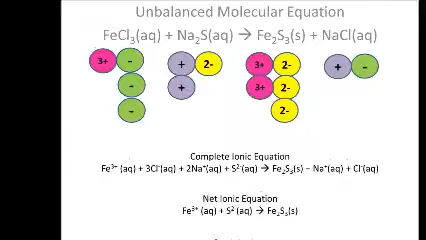 Unbalanced Molecular Equation
FeCl₃(aq) + Na₂S(aq) → Fe₂S₃(s) + NaCl(aq)
3+ - + 2- 3+ 2- + -
- + 3+ 2-
- 2-
Complete Ionic Equation
Fe³⁺ (aq) + 3Cl⁻(aq) + 2Na⁺(aq) + S²⁻(aq) → Fe₂S₃(s) – Na⁺(aq) + Cl⁻(aq)
Net Ionic Equation
Fe³⁺ (aq) + S²⁻(aq) → Fe₂S₃(s)